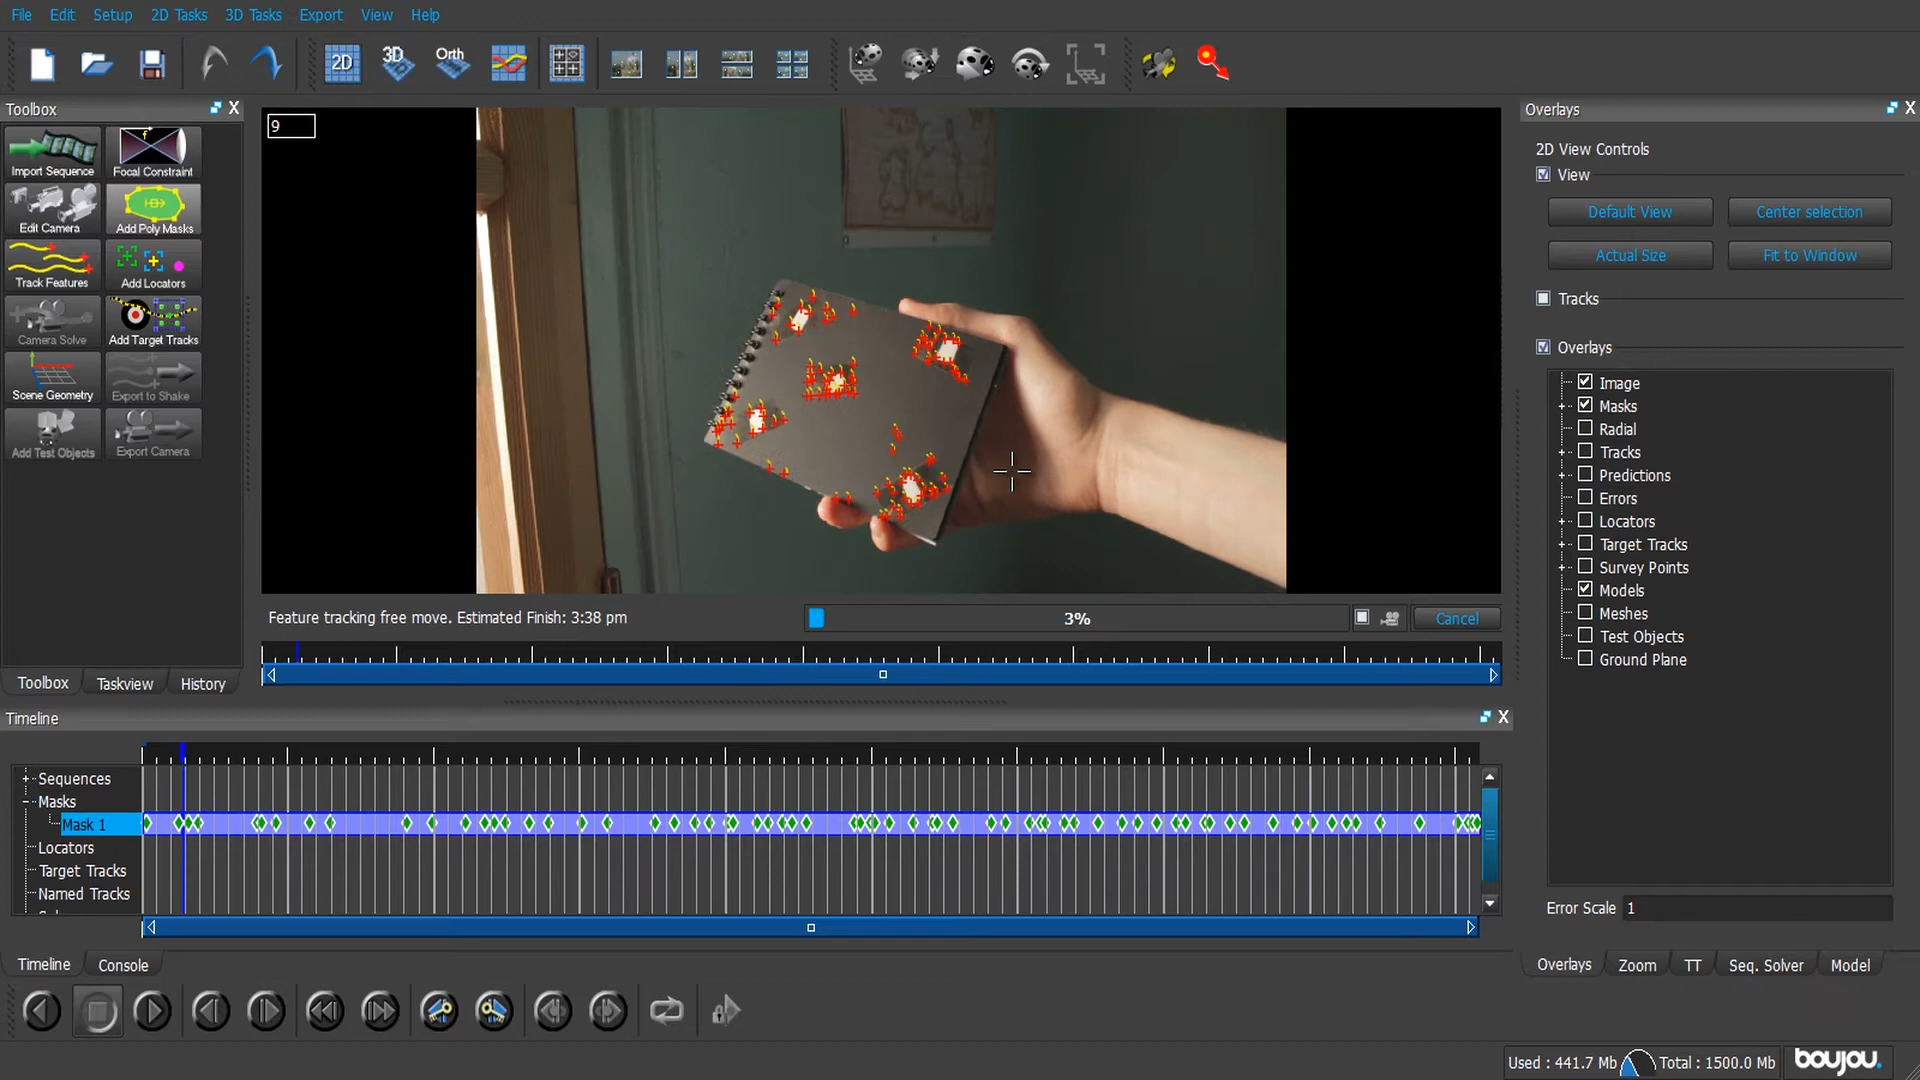 File Edit Setup 2D Tasks 3D Tasks Export View Help
2D 3D Orth
Toolbox
Import Sequence Focal Constraint
Edit Camera Add Poly Masks
Track Features Add Locators
Camera Solve Add Target Tracks
Scene Geometry Export to Shake
Add Test Objects Export Camera
Toolbox Taskview History
9
Feature tracking free move. Estimated Finish: 3:38 pm 3% Cancel
Overlays
2D View Controls
View
Default View Center selection
Actual Size Fit to Window
Tracks
Overlays
Image
Masks
Radial
Tracks
Predictions
Errors
Locators
Target Tracks
Survey Points
Models
Meshes
Test Objects
Ground Plane
Error Scale 1
Overlays Zoom TT Seq. Solver Model
Timeline
Sequences
Masks
Mask 1
Locators
Target Tracks
Named Tracks
Timeline Console
Used : 441.7 Mb Total : 1500.0 Mb boujou.